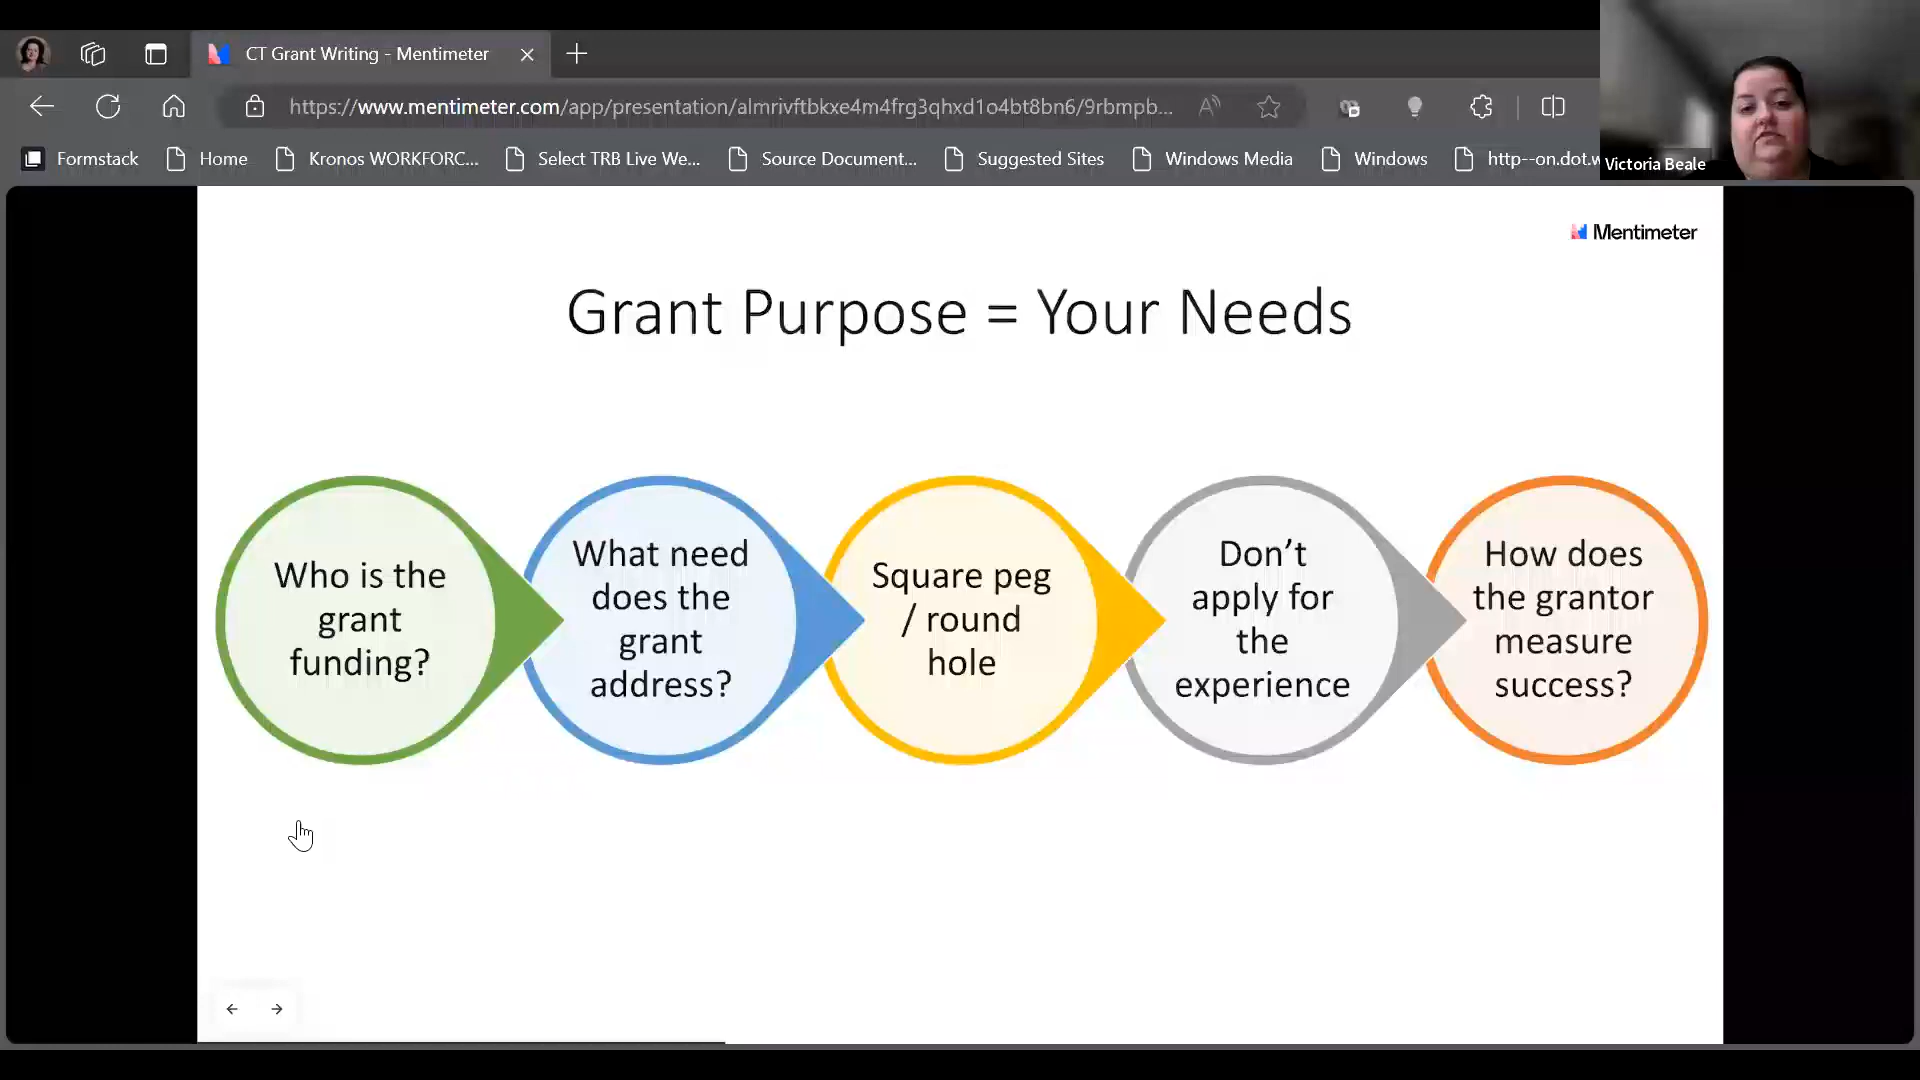 CT Grant Writing - Mentimeter
https://www.mentimeter.com/app/presentation/almrivftbkxe4m4frg3qhxd1o4bt8bn6/9rbmpb...
Formstack
Home
Kronos WORKFORC...
Select TRB Live We...
Source Document...
Suggested Sites
Windows Media
Windows
http--on.dot.w
Victoria Beale
Mentimeter
Grant Purpose = Your Needs
Who is the
grant
funding?
What need
does the
grant
address?
Square peg
/ round
hole
Don’t
apply for
the
experience
How does
the grantor
measure
success?